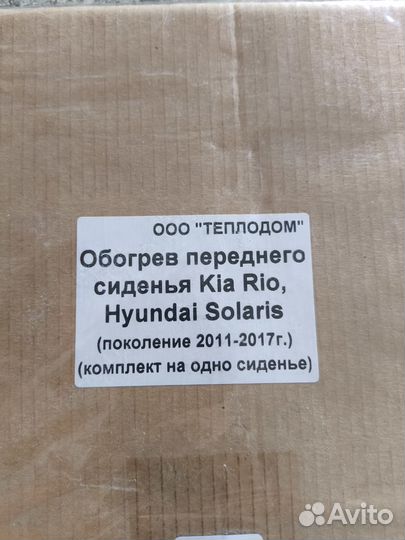 ООО "ТЕПЛОДОМ"
Обогрев переднего
сиденья Kia Rio,
Hyundai Solaris
(поколение 2011-2017г.)
(комплект на одно сиденье)
Avito